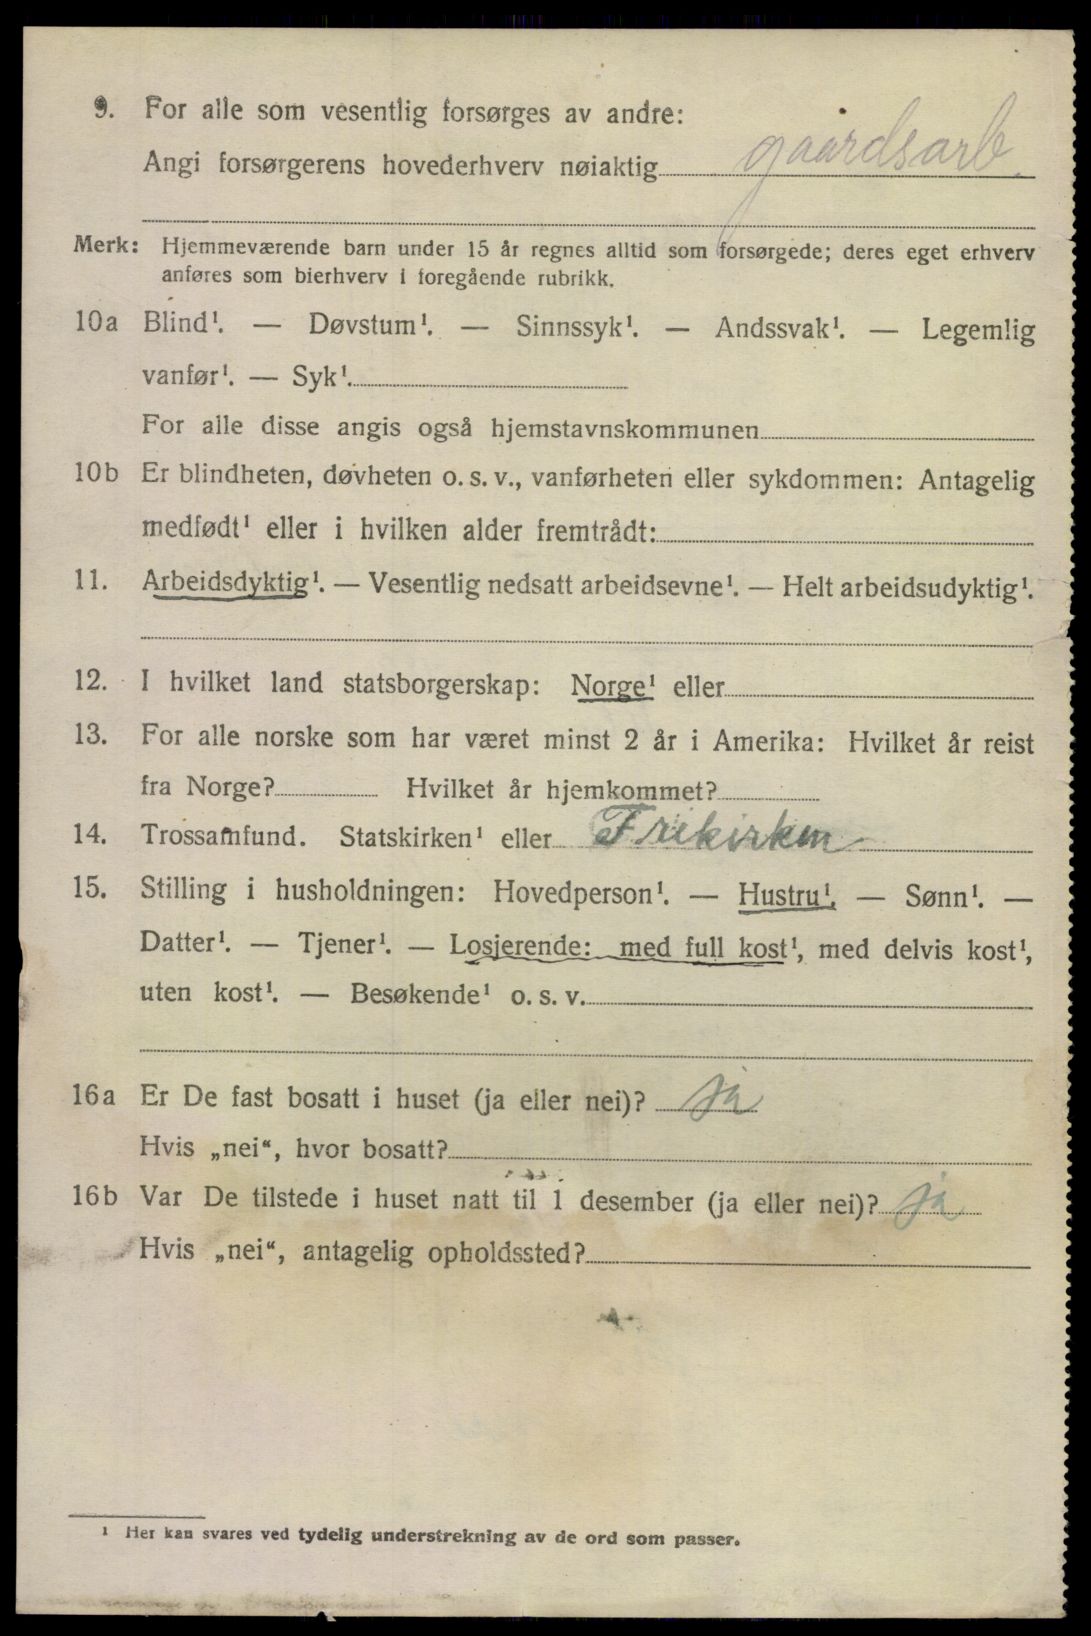 9. For alle som vesentlig forsørges av andre:
Angi forsørgerens hovederhverv nøiaktig gaardsarb.
Merk: Hjemmeværende barn under 15 år regnes alltid som forsørgede; deres eget erhverv
anføres som bierhverv i foregående rubrikk.
10a Blind¹. — Døvstum¹. — Sinnssyk¹. — Andssvak¹. — Legemlig
vanfør¹. — Syk¹.
For alle disse angis også hjemstavnskommunen
10b Er blindheten, døvheten o. s. v., vanførheten eller sykdommen: Antagelig
medfødt¹ eller i hvilken alder fremtrådt:
11. Arbeidsdyktig¹. — Vesentlig nedsatt arbeidsevne¹. — Helt arbeidsudyktig¹.
12. I hvilket land statsborgerskap: Norge¹ eller
13. For alle norske som har været minst 2 år i Amerika: Hvilket år reist
fra Norge? Hvilket år hjemkommet?
14. Trossamfund. Statskirken¹ eller Frikirken
15. Stilling i husholdningen: Hovedperson¹. — Hustru¹. — Sønn¹. —
Datter¹. — Tjener¹. — Losjerende: med full kost¹, med delvis kost¹,
uten kost¹. — Besøkende¹ o. s. v.
16a Er De fast bosatt i huset (ja eller nei)? ja
Hvis „nei“, hvor bosatt?
16b Var De tilstede i huset natt til 1 desember (ja eller nei)? ja
Hvis „nei“, antagelig opholdssted?
¹ Her kan svares ved tydelig understrekning av de ord som passer.